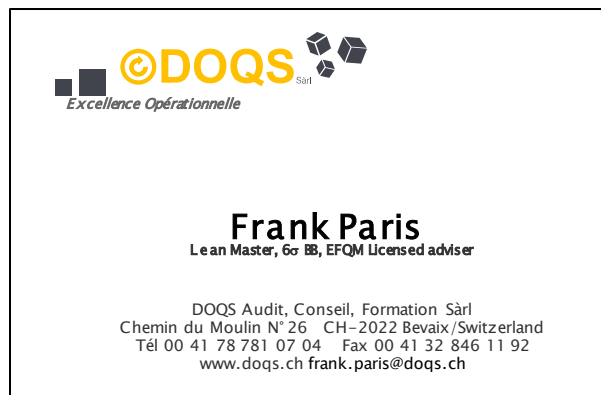 ©DOQS Sàrl
Excellence Opérationnelle
Frank Paris
Lean Master, 6σ BB, EFQM Licensed adviser
DOQS Audit, Conseil, Formation Sàrl
Chemin du Moulin N° 26 CH-2022 Bevaix/Switzerland
Tél 00 41 78 781 07 04 Fax 00 41 32 846 11 92
www.doqs.ch frank.paris@doqs.ch